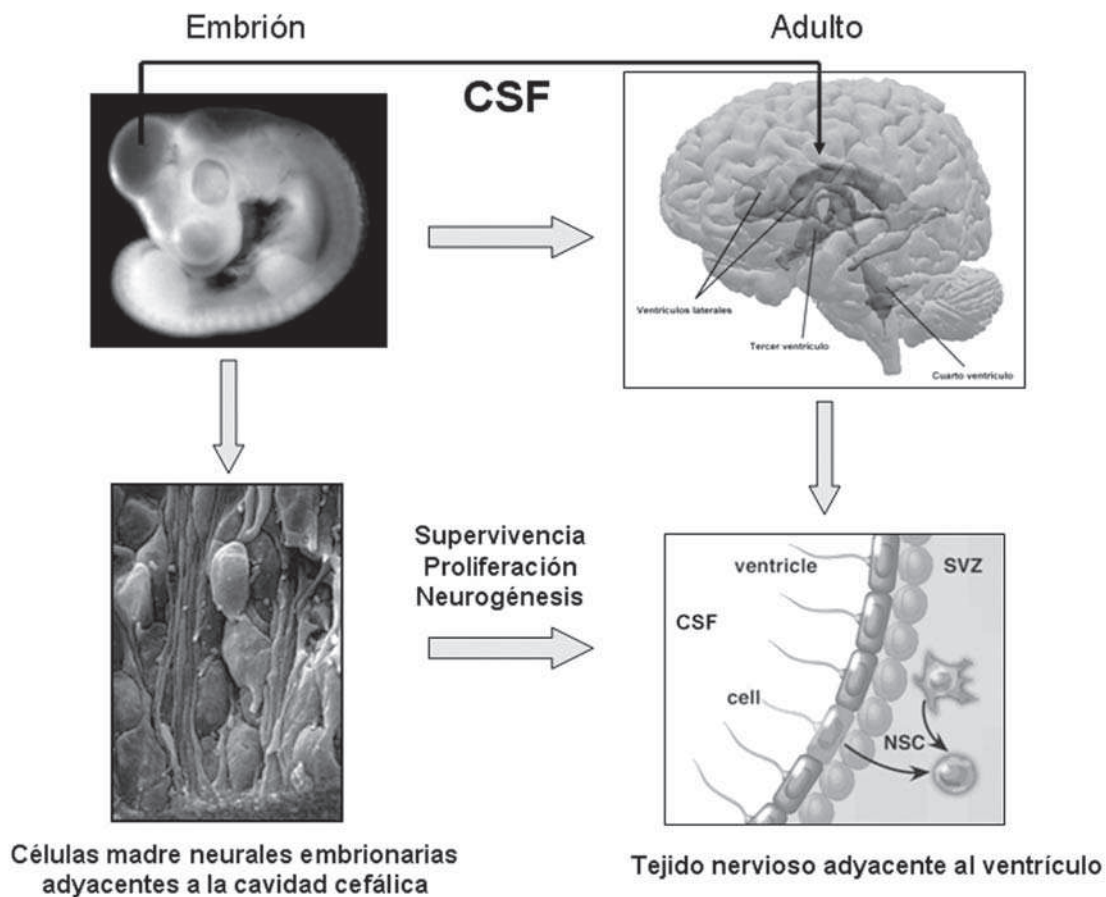 Embrión
Adulto
CSF
Ventrículos laterales
Tercer ventrículo
Cuarto ventrículo
Supervivencia
Proliferación
Neurogénesis
ventricle
SVZ
CSF
cell
NSC
Células madre neurales embrionarias
adyacentes a la cavidad cefálica
Tejido nervioso adyacente al ventrículo